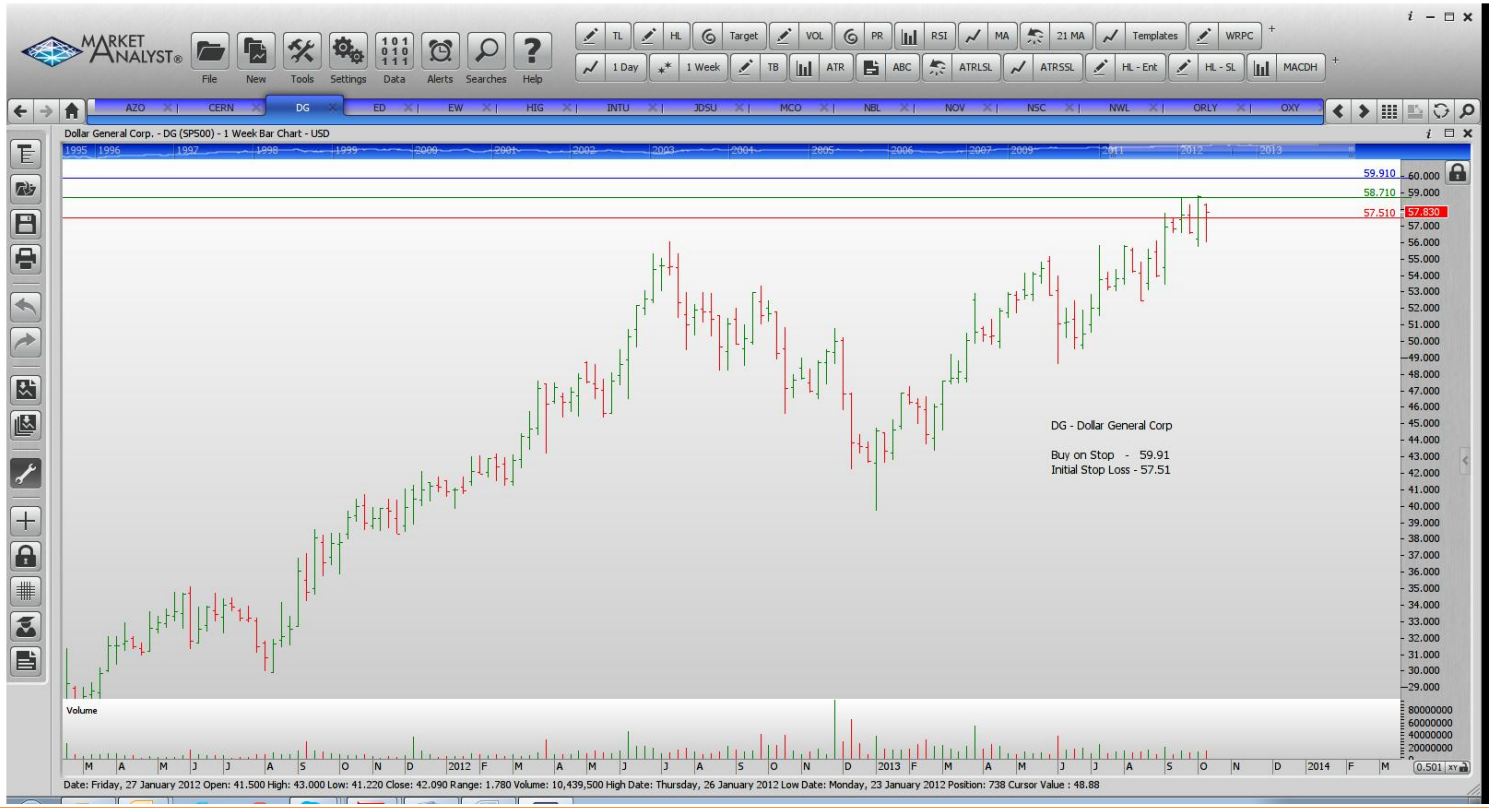 i
MARKET
ANALYST®
File New Tools Settings Data Alerts Searches Help
TL HL Target VOL PR RSI MA 21 MA Templates WRPC +
1 Day 1 Week TB ATR ABC ATRLSL ATRSSL HL - Ent HL - SL MACDH +
AZO CERN DG ED EW HIG INTU JDSU MCO NBL NOV NSC NWL ORLY OXY
Dollar General Corp. - DG (SP500) - 1 Week Bar Chart - USD
1995 1996 1997 1998 1999 2000 2001 2002 2003 2004 2005 2006 2007 2009 2011 2012 2013
59.910
58.710
57.510
60.000
59.000
57.830
57.000
56.000
55.000
54.000
53.000
52.000
51.000
50.000
49.000
48.000
47.000
46.000
45.000
44.000
43.000
42.000
41.000
40.000
39.000
38.000
37.000
36.000
35.000
34.000
33.000
32.000
31.000
30.000
29.000
DG - Dollar General Corp
Buy on Stop - 59.91
Initial Stop Loss - 57.51
Volume
80000000
60000000
40000000
20000000
0
M A M J J A S O N D 2012 F M A M J J A S O N D 2013 F M A M J J A S O N D 2014 F M
0.501 XY
Date: Friday, 27 January 2012 Open: 41.500 High: 43.000 Low: 41.220 Close: 42.090 Range: 1.780 Volume: 10,439,500 High Date: Thursday, 26 January 2012 Low Date: Monday, 23 January 2012 Position: 738 Cursor Value : 48.88